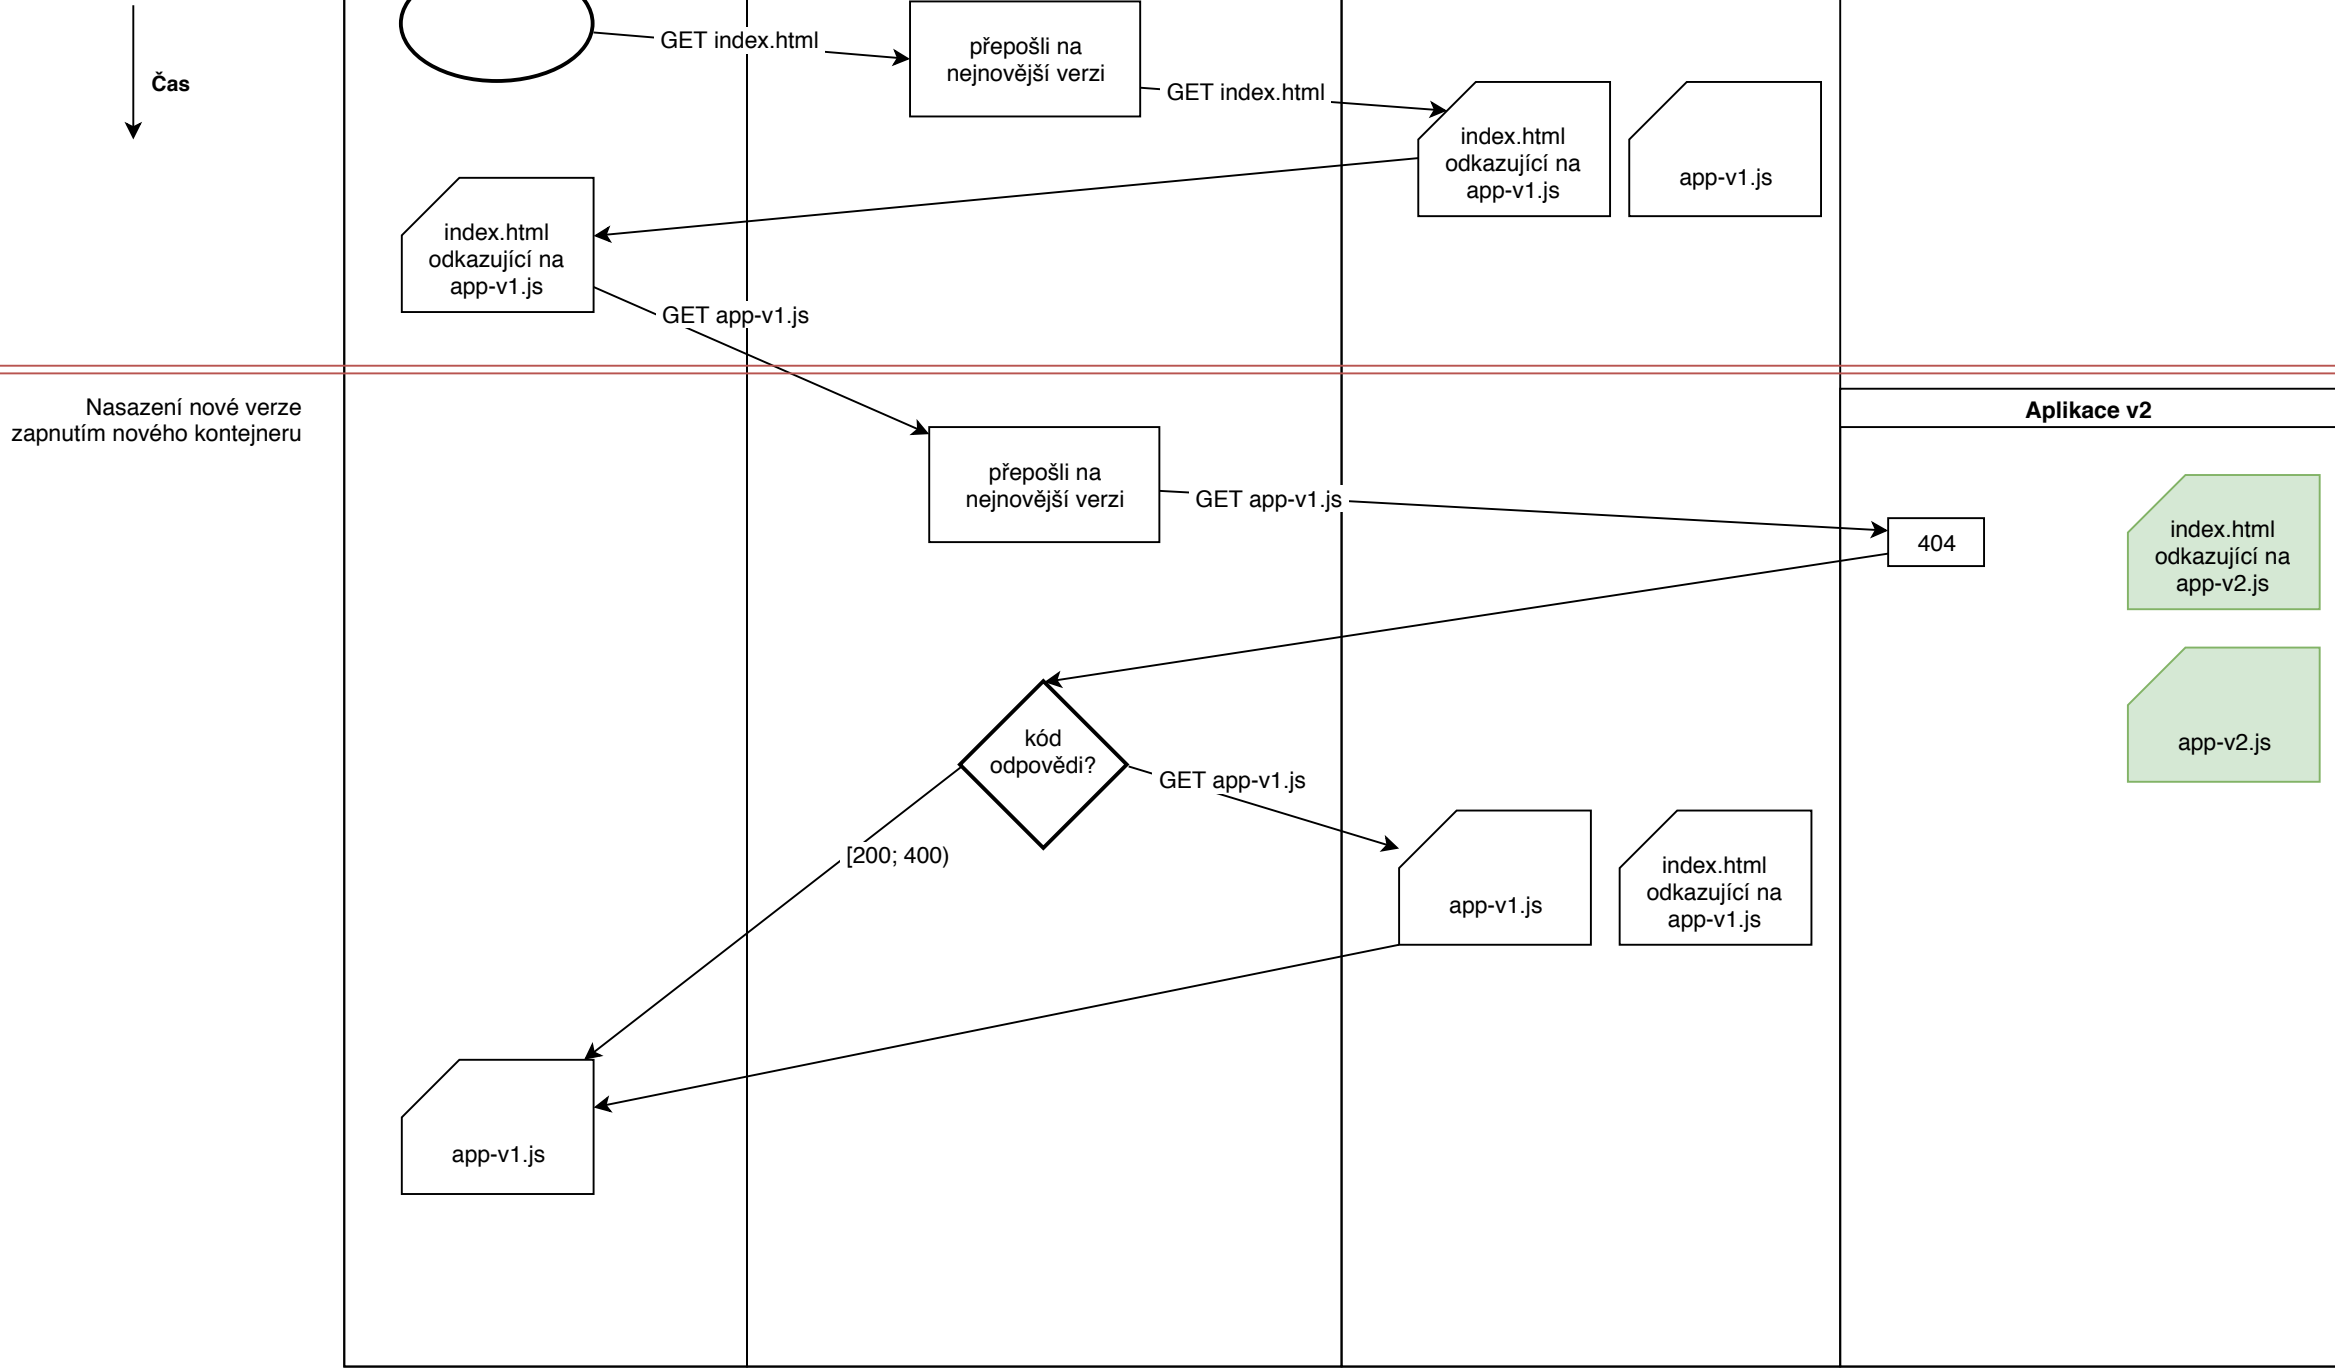 GET index.html
přepošli na
nejnovější verzi
Čas
GET index.html
index.html
odkazující na
app-v1.js
app-v1.js
index.html
odkazující na
app-v1.js
GET app-v1.js
Nasazení nové verze
zapnutím nového kontejneru
Aplikace v2
přepošli na
nejnovější verzi
GET app-v1.js
404
index.html
odkazující na
app-v2.js
kód
odpovědi?
app-v2.js
GET app-v1.js
[200; 400)
app-v1.js
index.html
odkazující na
app-v1.js
app-v1.js